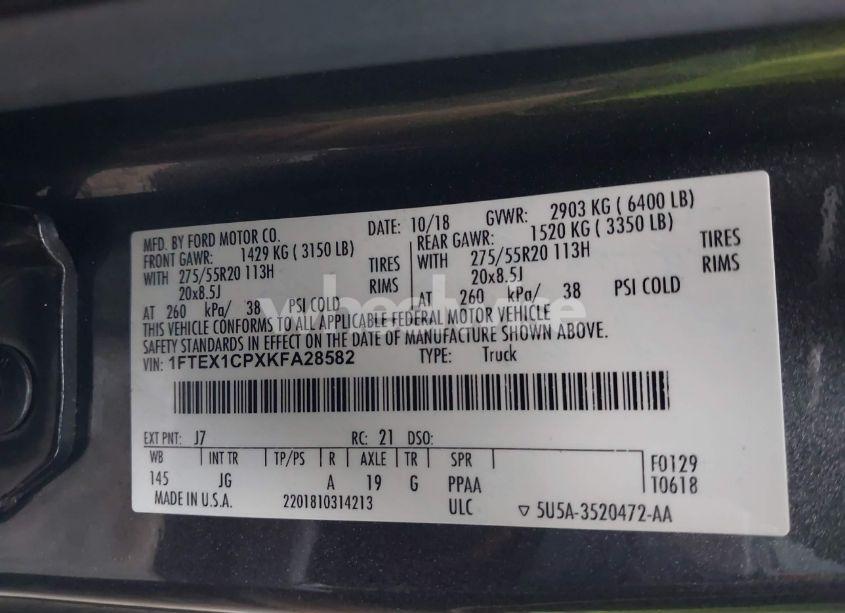 MFD. BY FORD MOTOR CO. DATE: 10/18 GVWR: 2903 KG ( 6400 LB)
FRONT GAWR: 1429 KG ( 3150 LB) REAR GAWR: 1520 KG ( 3350 LB)
WITH 275/55R20 113H TIRES WITH 275/55R20 113H TIRES
20x8.5J RIMS 20x8.5J RIMS
AT 260 kPa/ 38 PSI COLD AT 260 kPa/ 38 PSI COLD
THIS VEHICLE CONFORMS TO ALL APPLICABLE FEDERAL MOTOR VEHICLE
SAFETY STANDARDS IN EFFECT ON THE DATE OF MANUFACTURE SHOWN ABOVE.
VIN: 1FTEX1CPXKFA28582 TYPE: Truck
EXT PNT: J7 RC: 21 DSO:
WB INT TR TP/PS R AXLE TR SPR F0129
145 JG A 19 G PPAA T0618
MADE IN U.S.A. 2201810314213 ULC ▽ 5U5A-3520472-AA